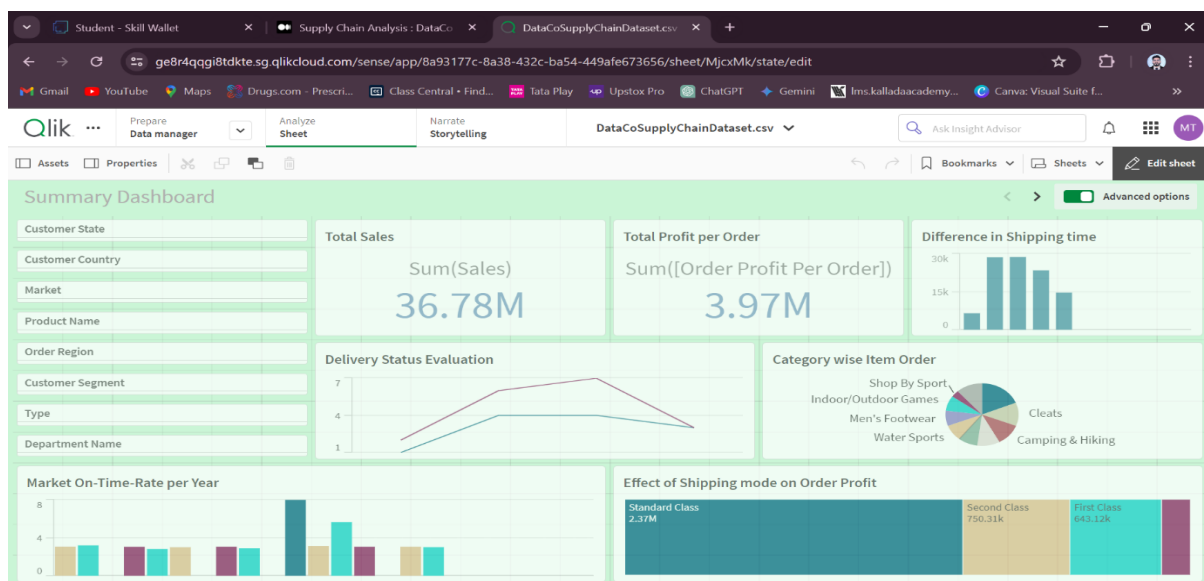 Student - Skill Wallet
Supply Chain Analysis : DataCo
DataCoSupplyChainDataset.csv
ge8r4qqgi8tdkte.sg.qlikcloud.com/sense/app/8a93177c-8a38-432c-ba54-449afe673656/sheet/MjcxMk/state/edit
Gmail YouTube Maps Drugs.com - Prescri... Class Central • Find... Tata Play Upstox Pro ChatGPT Gemini lms.kalladaacademy... Canva: Visual Suite f...
Qlik
Prepare
Data manager
Analyze
Sheet
Narrate
Storytelling
DataCoSupplyChainDataset.csv
Ask Insight Advisor
MT
Assets Properties Bookmarks Sheets Edit sheet
Summary Dashboard
Advanced options
Customer State
Customer Country
Market
Product Name
Order Region
Customer Segment
Type
Department Name
Total Sales
Sum(Sales)
36.78M
Total Profit per Order
Sum([Order Profit Per Order])
3.97M
Difference in Shipping time
30k
15k
0
Delivery Status Evaluation
7
4
1
Category wise Item Order
Shop By Sport
Indoor/Outdoor Games
Men's Footwear
Water Sports
Cleats
Camping & Hiking
Market On-Time-Rate per Year
8
4
0
Effect of Shipping mode on Order Profit
Standard Class
2.37M
Second Class
750.31k
First Class
643.12k